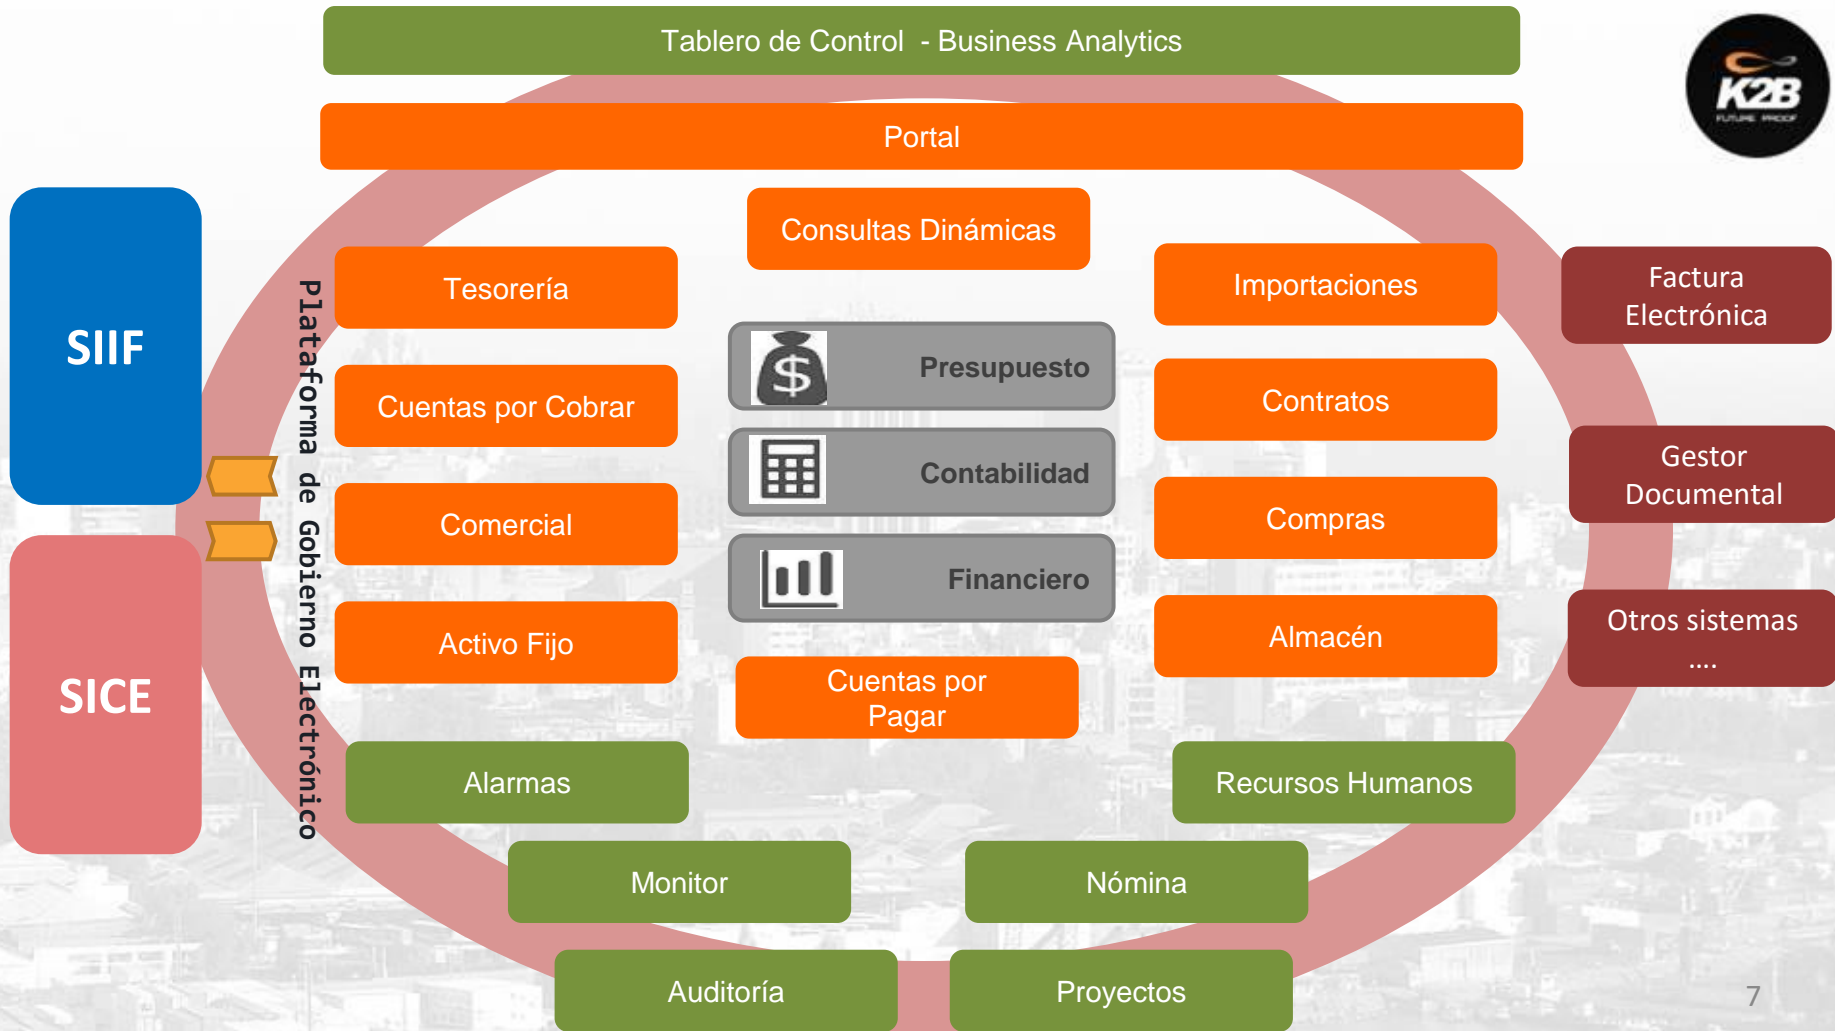 Tablero de Control - Business Analytics
K2B
FUTURE PROOF
Portal
SIIF
SICE
Plataforma de Gobierno Electrónico
Consultas Dinámicas
Tesorería
Cuentas por Cobrar
Comercial
Activo Fijo
Presupuesto
Contabilidad
Financiero
Cuentas por
Pagar
Importaciones
Contratos
Compras
Almacén
Factura
Electrónica
Gestor
Documental
Otros sistemas
....
Alarmas
Recursos Humanos
Monitor
Nómina
Auditoría
Proyectos
7